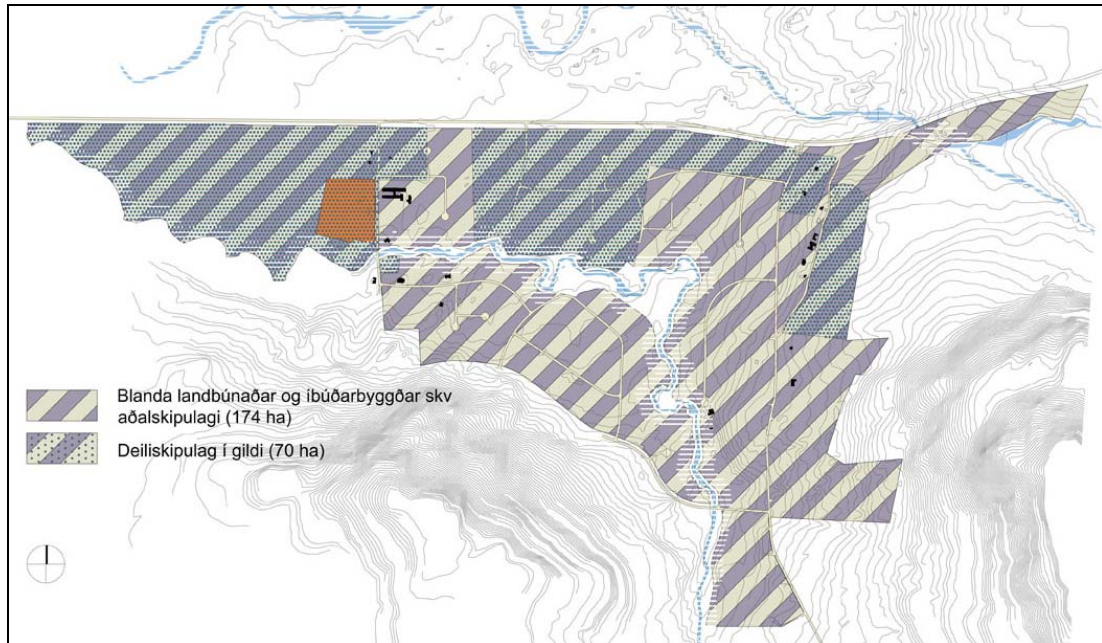 Blanda landbúnaðar og íbúðarbyggðar skv
aðalskipulagi (174 ha)
Deiliskipulag í gildi (70 ha)